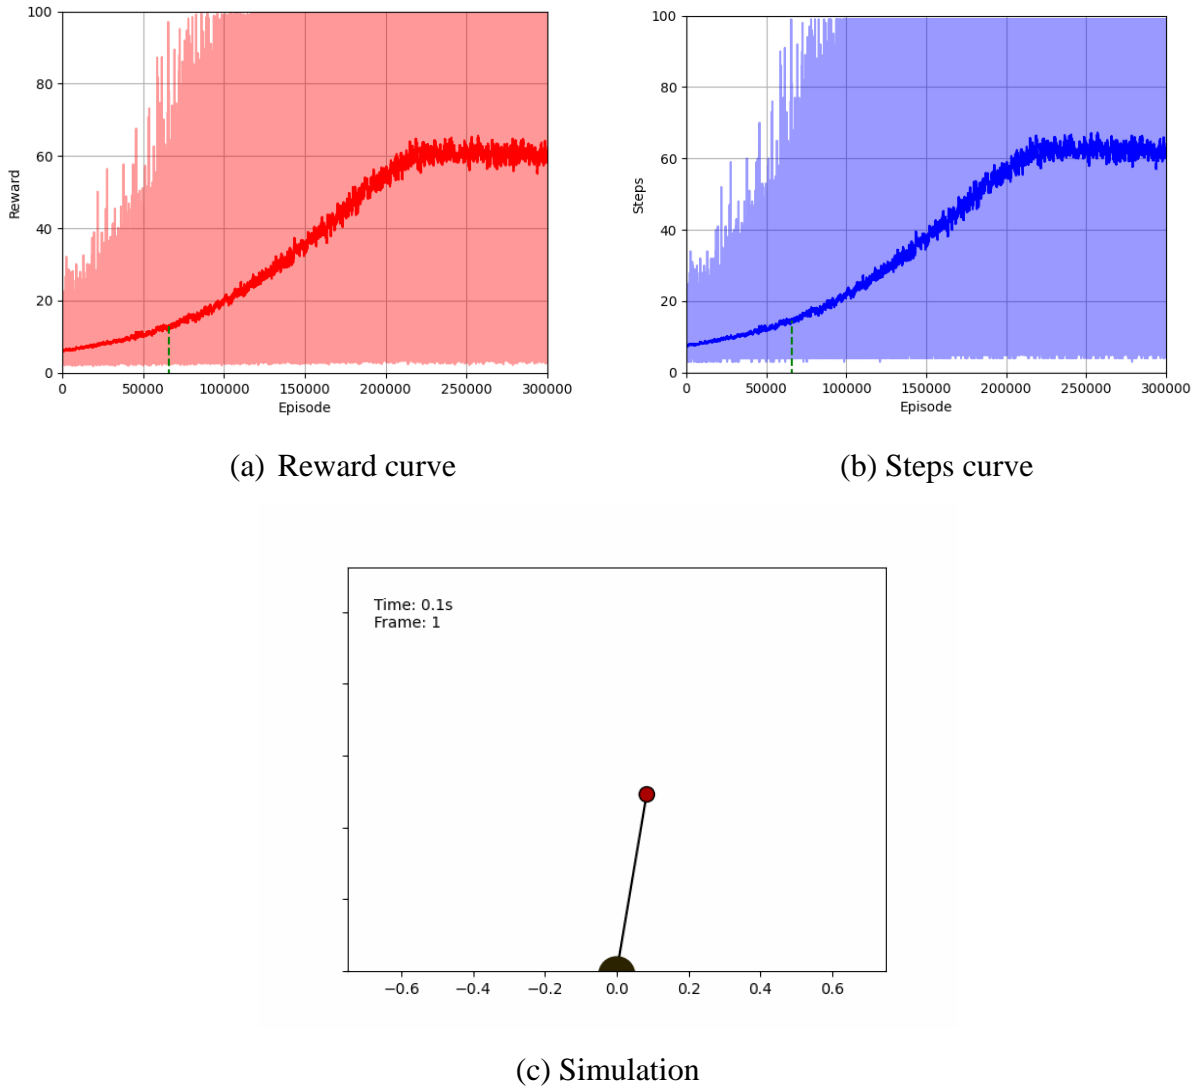 100
80
60
40
20
0
Reward
0 50000 100000 150000 200000 250000 300000
Episode
(a) Reward curve
100
80
60
40
20
0
Steps
0 50000 100000 150000 200000 250000 300000
Episode
(b) Steps curve
Time: 0.1s
Frame: 1
−0.6 −0.4 −0.2 0.0 0.2 0.4 0.6
(c) Simulation